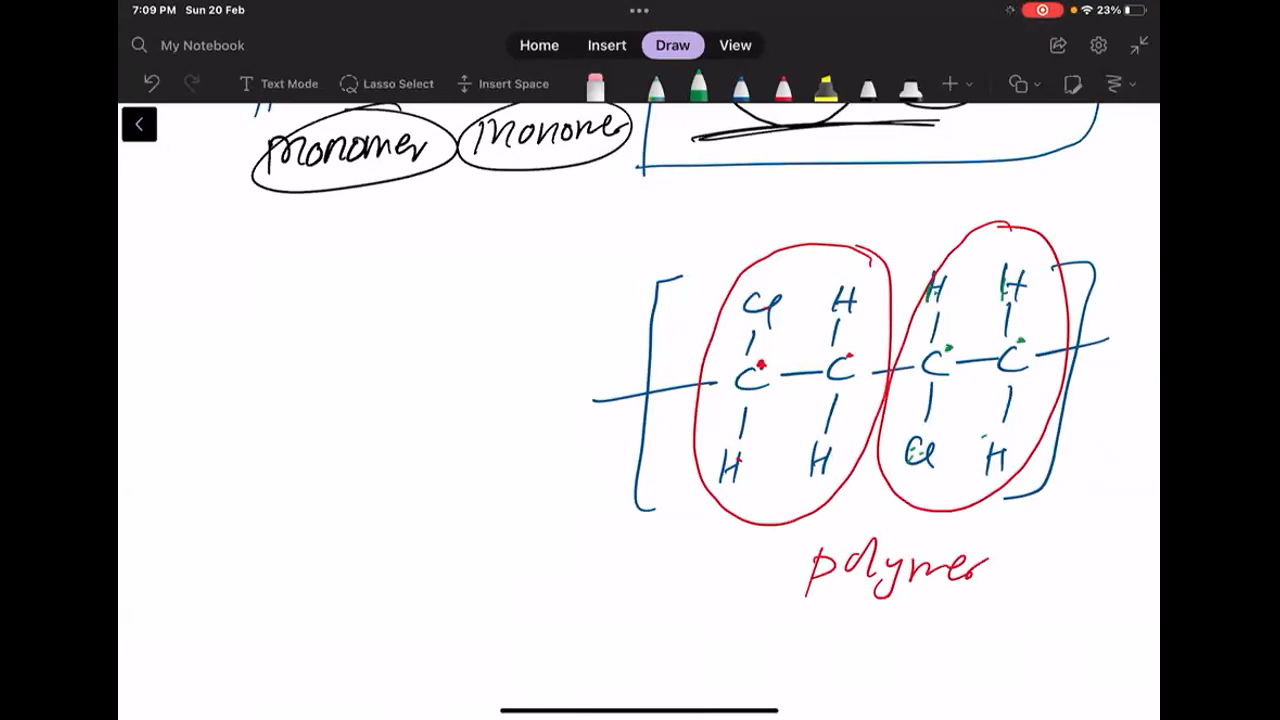 7:09 PM Sun 20 Feb
23%
My Notebook
Home Insert Draw View
Text Mode Lasso Select Insert Space
monomer monomer
Cl H H H
C C C C
H H Cl H
polymer